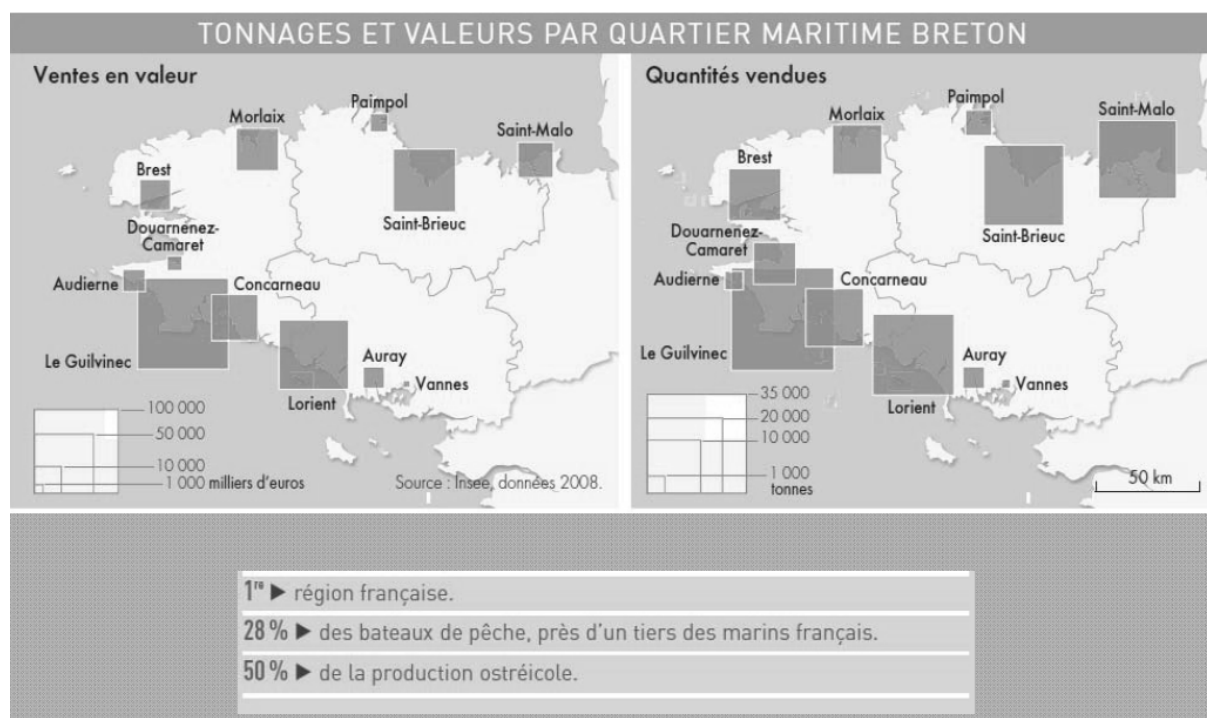 TONNAGES ET VALEURS PAR QUARTIER MARITIME BRETON
Ventes en valeur
Paimpol
Morlaix
Saint-Malo
Brest
Saint-Brieuc
Douarnenez-
Camaret
Audierne
Concarneau
Le Guilvinec
Auray
Vannes
Lorient
100 000
50 000
10 000
1 000 milliers d'euros
Source : Insee, données 2008.
Quantités vendues
Paimpol
Morlaix
Saint-Malo
Brest
Saint-Brieuc
Douarnenez-
Camaret
Audierne
Concarneau
Le Guilvinec
Auray
Vannes
Lorient
35 000
20 000
10 000
1 000
tonnes
50 km
1re ▶ région française.
28 % ▶ des bateaux de pêche, près d'un tiers des marins français.
50 % ▶ de la production ostréicole.